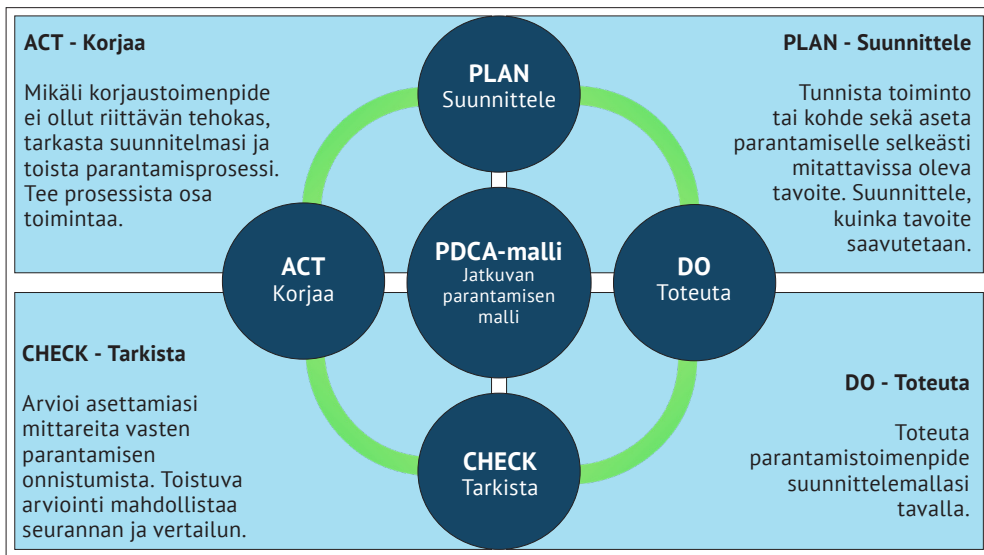 ACT - Korjaa
Mikäli korjaustoimenpide
ei ollut riittävän tehokas,
tarkasta suunnitelmasi ja
toista parantamisprosessi.
Tee prosessista osa
toimintaa.
PLAN
Suunnittele
PLAN - Suunnittele
Tunnista toiminto
tai kohde sekä aseta
parantamiselle selkeästi
mitattavissa oleva
tavoite. Suunnittele,
kuinka tavoite
saavutetaan.
ACT
Korjaa
PDCA-malli
Jatkuvan
parantamisen
malli
DO
Toteuta
CHECK - Tarkista
Arvioi asettamiasi
mittareita vasten
parantamisen
onnistumista. Toistuva
arviointi mahdollistaa
seurannan ja vertailun.
CHECK
Tarkista
DO - Toteuta
Toteuta
parantamistoimenpide
suunnittelemallasi
tavalla.